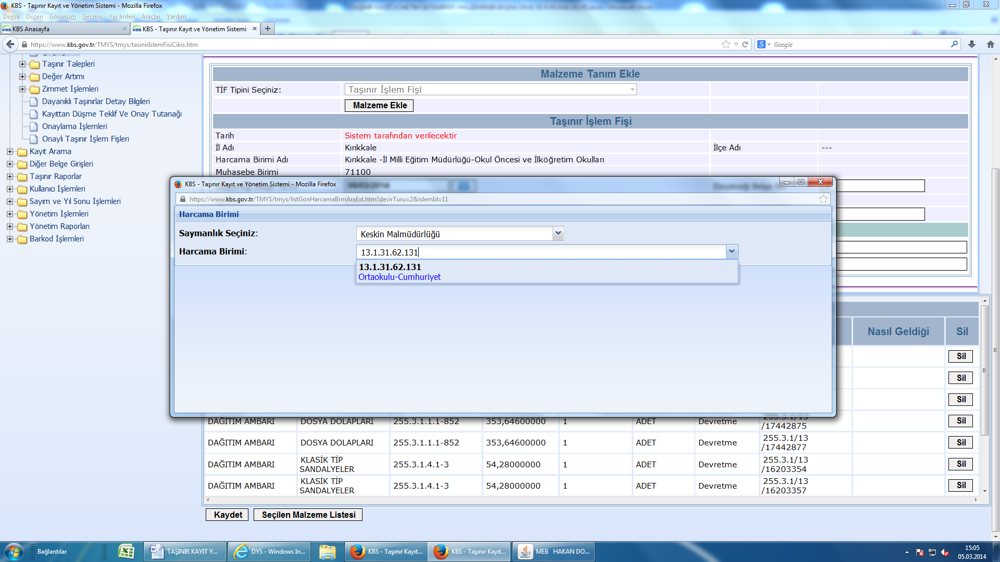 KBS - Taşınır Kayıt ve Yönetim Sistemi - Mozilla Firefox
Dosya Düzen Görünüm Geçmiş Yer İmleri Araçlar Yardım
KBS KBS Anasayfa
KBS KBS - Taşınır Kayıt ve Yönetim Sistemi
https://www.kbs.gov.tr/TMYS/tmys/tasinirIslemFisiCikis.htm
Google
Taşınır Talepleri
Değer Artımı
Zimmet İşlemleri
Dayanıklı Taşınırlar Detay Bilgileri
Kayıttan Düşme Teklif Ve Onay Tutanağı
Onaylama İşlemleri
Onaylı Taşınır İşlem Fişleri
Kayıt Arama
Diğer Belge Girişleri
Taşınır Raporlar
Kullanıcı İşlemleri
Sayım ve Yıl Sonu İşlemleri
Yönetim İşlemleri
Yönetim Raporları
Barkod İşlemleri
Malzeme Tanım Ekle
TİF Tipini Seçiniz: Taşınır İşlem Fişi
Malzeme Ekle
Taşınır İşlem Fişi
Tarih Sistem tarafından verilecektir
İl Adı Kırıkkale İlçe Adı ---
Harcama Birimi Adı Kırıkkale -İl Milli Eğitim Müdürlüğü-Okul Öncesi ve İlköğretim Okulları
Muhasebe Birimi 71100
KBS - Taşınır Kayıt ve Yönetim Sistemi - Mozilla Firefox
https://www.kbs.gov.tr/TMYS/tmys/listGonHarcamaBrmAraExt.htm?devirTuru=2&islemId=11
Harcama Birimi
Saymanlık Seçiniz: Keskin Malmüdürlüğü
Harcama Birimi: 13.1.31.62.131
13.1.31.62.131
Ortaokulu-Cumhuriyet
Nasıl Geldiği Sil
Sil
Sil
Sil
DAĞITIM AMBARI DOSYA DOLAPLARI 255.3.1.1.1-852 353,64600000 1 ADET Devretme 255.3.1/13 /17442875 Sil
DAĞITIM AMBARI DOSYA DOLAPLARI 255.3.1.1.1-852 353,64600000 1 ADET Devretme 255.3.1/13 /17442877 Sil
DAĞITIM AMBARI KLASİK TİP SANDALYELER 255.3.1.4.1-3 54,28000000 1 ADET Devretme 255.3.1/13 /16203354 Sil
DAĞITIM AMBARI KLASİK TİP SANDALYELER 255.3.1.4.1-3 54,28000000 1 ADET Devretme 255.3.1/13 /16203357 Sil
Kaydet Seçilen Malzeme Listesi
Bağlantılar
TAŞINIR KAYIT Y...
DYS - Windows In...
KBS - Taşınır Kayıt...
KBS - Taşınır Kayıt...
MEB HAKAN DO...
15:05
05.03.2014